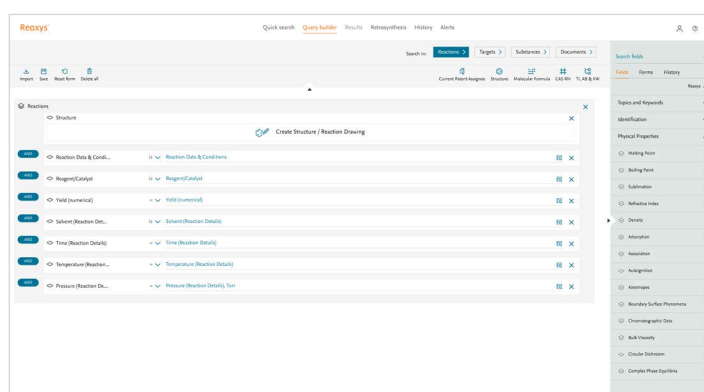 Reaxys
Quick search Query builder Results Retrosynthesis History Alerts
Search in: Reactions > Targets > Substances > Documents >
Import Save Reset form Delete all
Current Patent Assignee Structure Molecular Formula CAS RN TI, AB & KW
Reactions
Structure
Create Structure / Reaction Drawing
AND Reaction Data & Condi... is Reaction Data & Conditions
AND Reagent/Catalyst is Reagent/Catalyst
AND Yield (numerical) = Yield (numerical)
AND Solvent (Reaction Det... is Solvent (Reaction Details)
AND Time (Reaction Details) = Time (Reaction Details)
AND Temperature (Reaction... = Temperature (Reaction Details)
AND Pressure (Reaction De... = Pressure (Reaction Details), Torr
Search fields
Fields Forms History
Reaxys
Topics and Keywords
Identification
Physical Properties
Melting Point
Boiling Point
Sublimation
Refractive Index
Density
Adsorption
Association
Autoignition
Azeotropes
Boundary Surface Phenomena
Chromatographic Data
Bulk Viscosity
Circular Dichroism
Complex Phase Equilibria